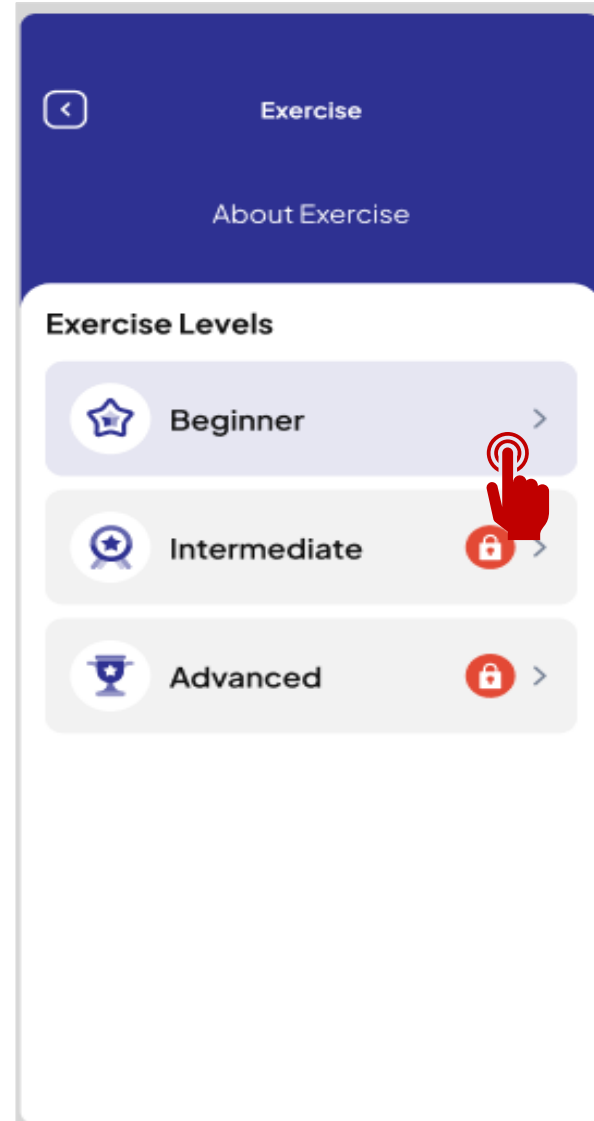 Exercise
About Exercise
Exercise Levels
Beginner
Intermediate
Advanced